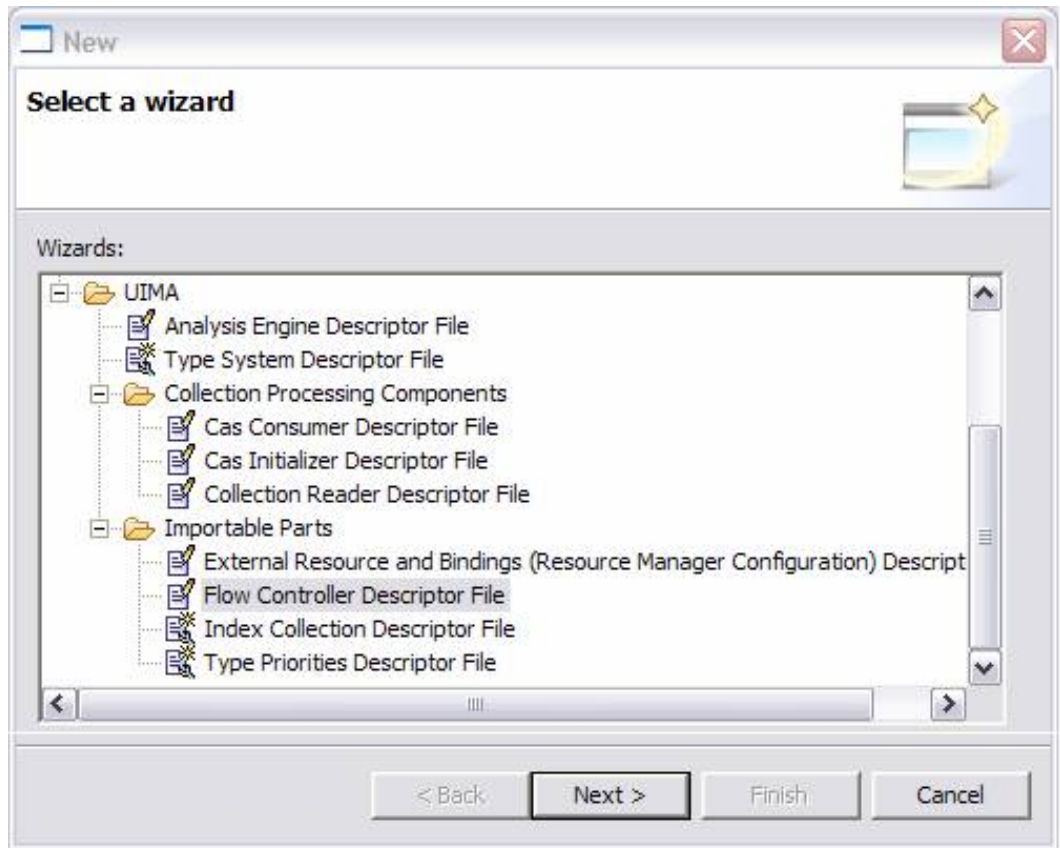 New
Select a wizard
Wizards:
UIMA
Analysis Engine Descriptor File
Type System Descriptor File
Collection Processing Components
Cas Consumer Descriptor File
Cas Initializer Descriptor File
Collection Reader Descriptor File
Importable Parts
External Resource and Bindings (Resource Manager Configuration) Descript
Flow Controller Descriptor File
Index Collection Descriptor File
Type Priorities Descriptor File
< Back Next > Finish Cancel